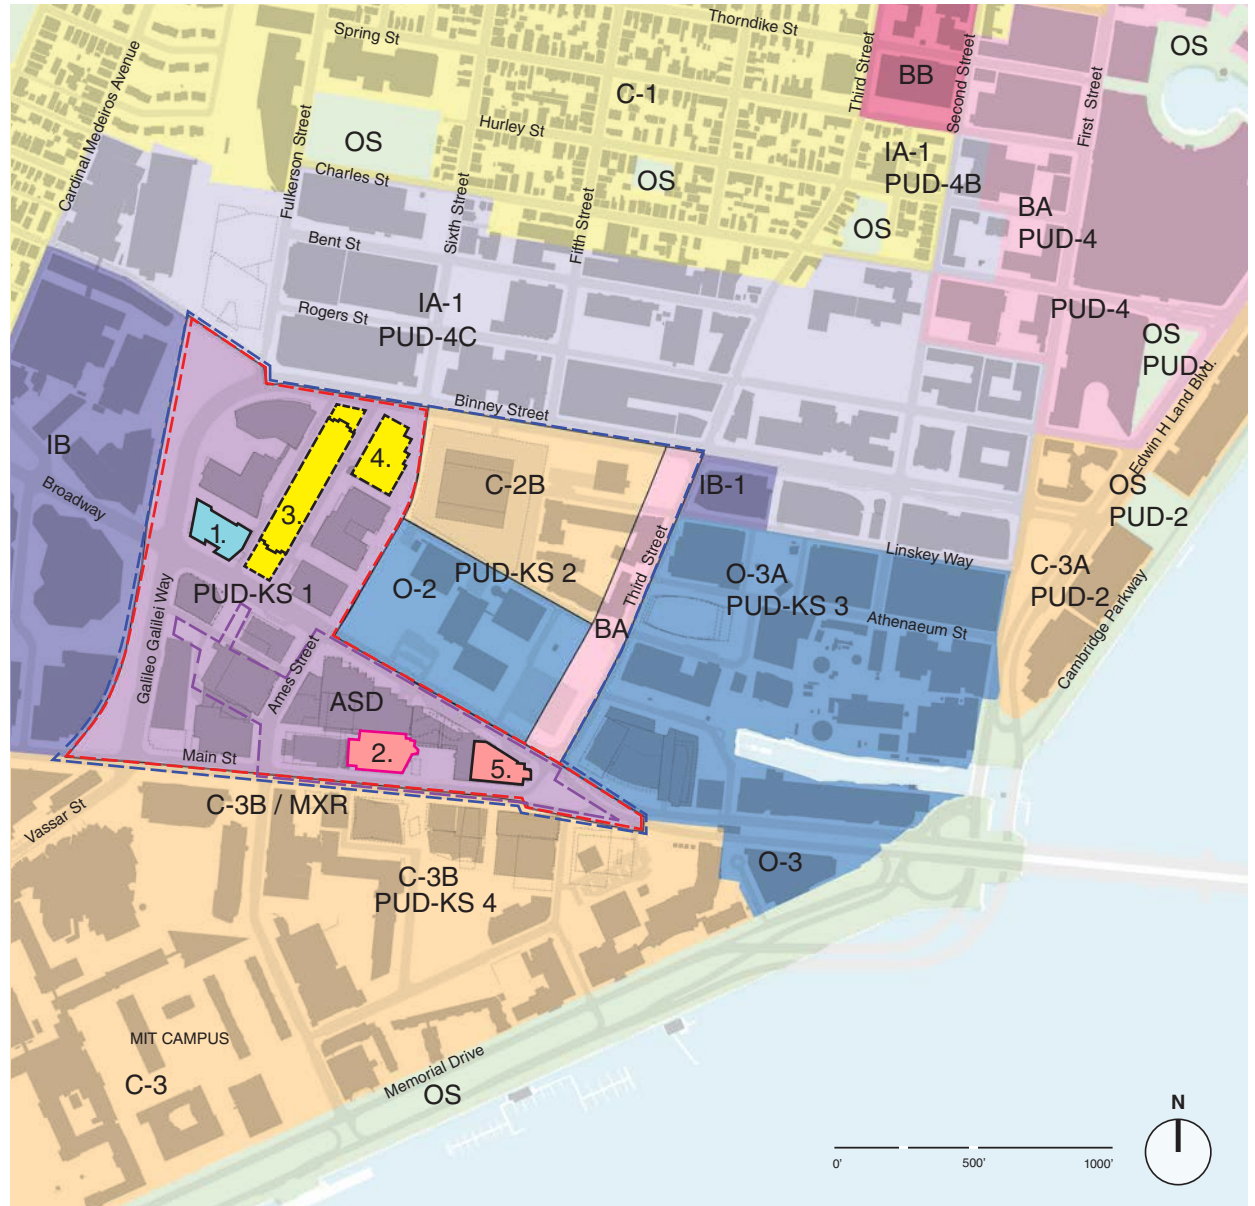 Thorndike St
Spring St
OS
Third Street
BB
Second Street
First Street
C-1
Cardinal Medeiros Avenue
Fulkerson Street
OS
Hurley St
IA-1
PUD-4B
Charles St
OS
Sixth Street
Fifth Street
OS
BA
PUD-4
Bent St
IA-1
PUD-4C
Rogers St
PUD-4
OS
PUD
Edwin H Land Blvd.
Binney Street
IB
Broadway
4.
3.
1.
C-2B
IB-1
OS
PUD-2
Third Street
Linskey Way
PUD-KS 2
O-3A
PUD-KS 3
C-3A
PUD-2
PUD-KS 1
O-2
BA
Athenaeum St
Cambridge Parkway
Galileo Galilei Way
Ames Street
ASD
2.
5.
Main St
C-3B / MXR
Vassar St
C-3B
PUD-KS 4
O-3
MIT CAMPUS
C-3
Memorial Drive
OS
N
0'
500'
1000'